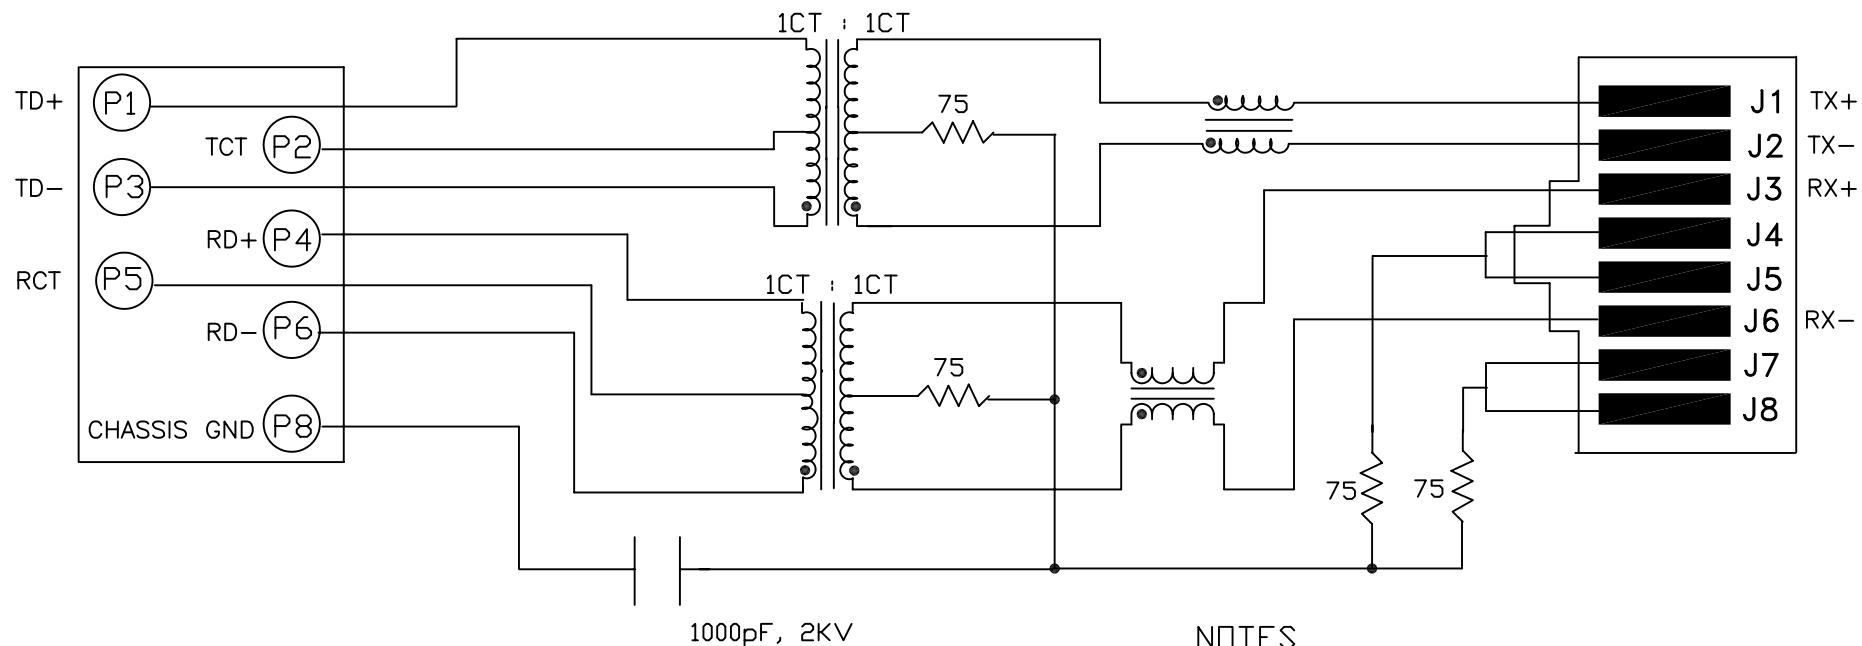 1CT : 1CT
TD+ P1
TCT P2
TD- P3
RD+ P4
RCT P5
RD- P6
CHASSIS GND P8
75
1CT : 1CT
75
J1 TX+
J2 TX-
J3 RX+
J4
J5
J6 RX-
J7
J8
75
75
1000pF, 2KV
NOTES